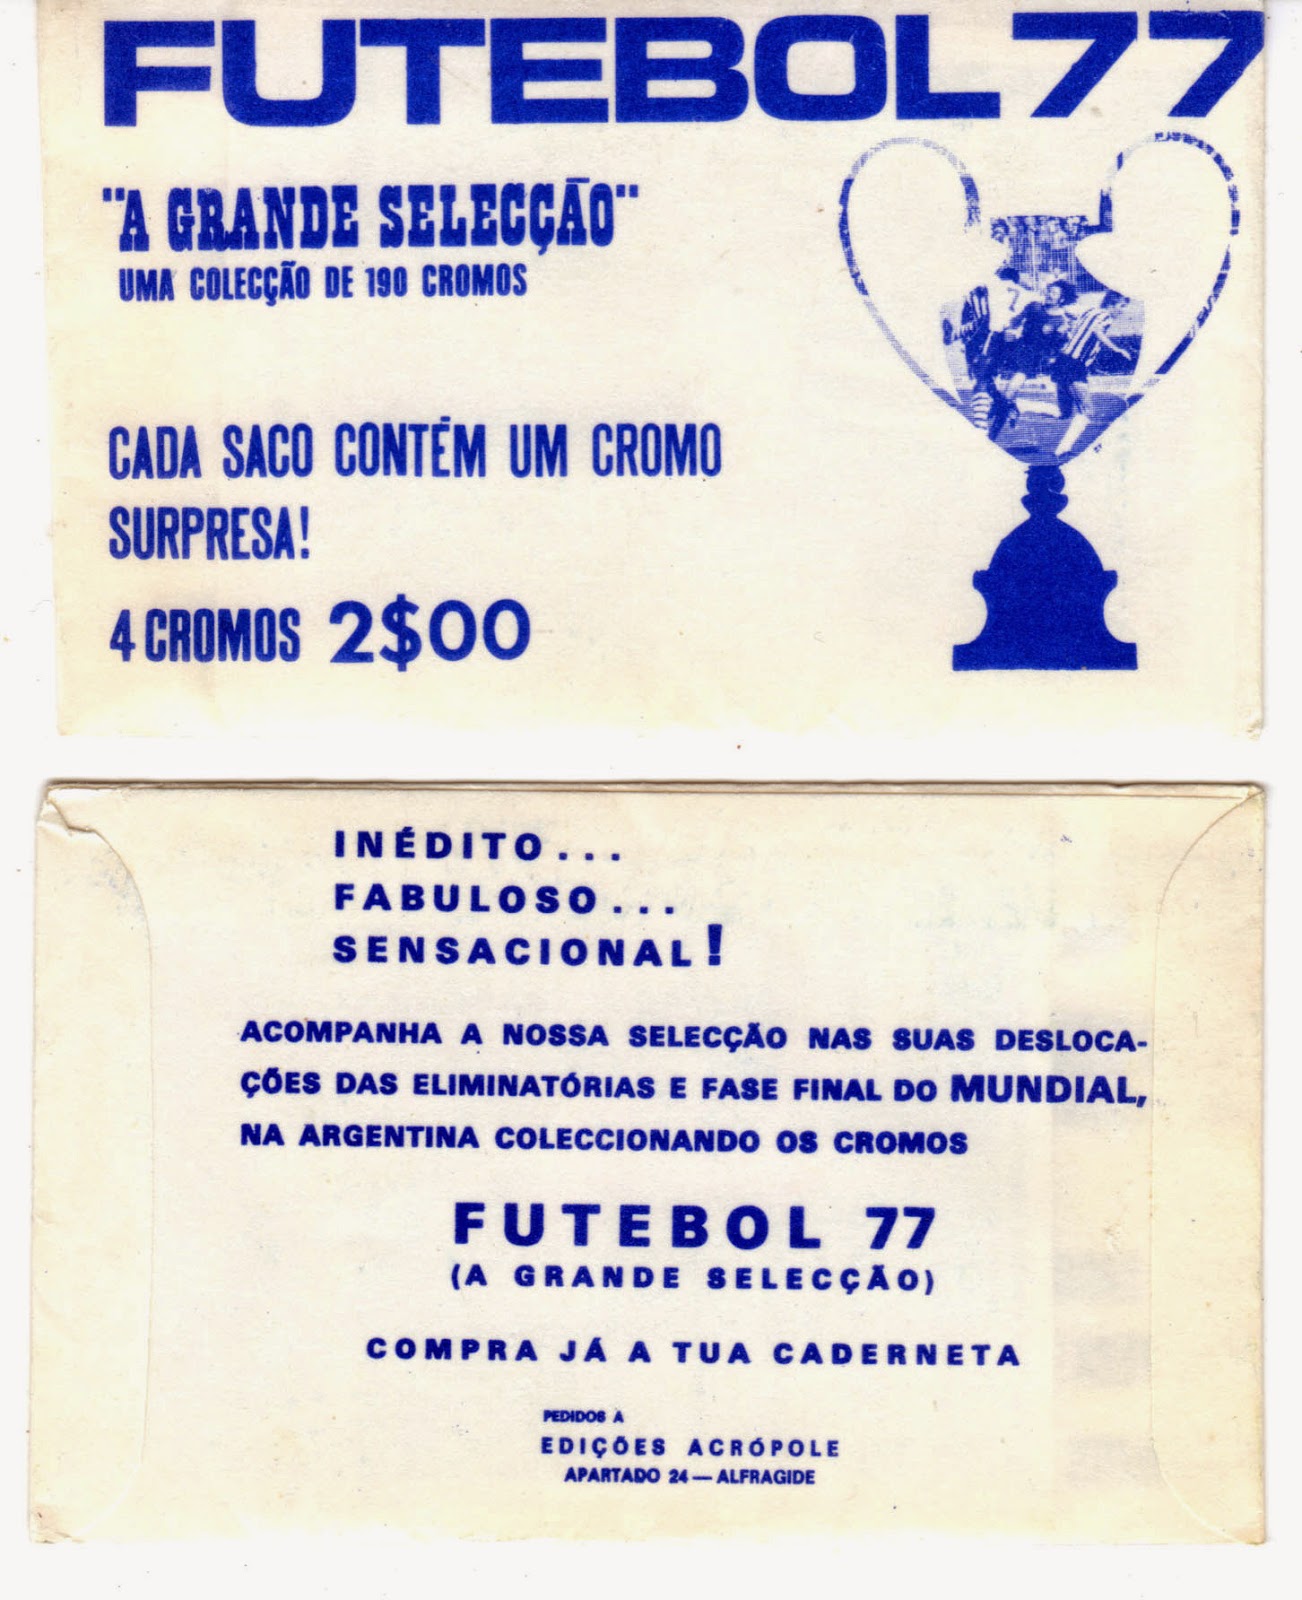 FUTEBOL 77
"A GRANDE SELECÇÃO"
UMA COLECÇÃO DE 190 CROMOS
CADA SACO CONTÉM UM CROMO
SURPRESA!
4 CROMOS 2$00
INÉDITO...
FABULOSO...
SENSACIONAL!
ACOMPANHA A NOSSA SELECÇÃO NAS SUAS DESLOCA-
ÇÕES DAS ELIMINATÓRIAS E FASE FINAL DO MUNDIAL,
NA ARGENTINA COLECCIONANDO OS CROMOS
FUTEBOL 77
(A GRANDE SELECÇÃO)
COMPRA JÁ A TUA CADERNETA
PEDIDOS A
EDIÇÕES ACRÓPOLE
APARTADO 24 — ALFRAGIDE